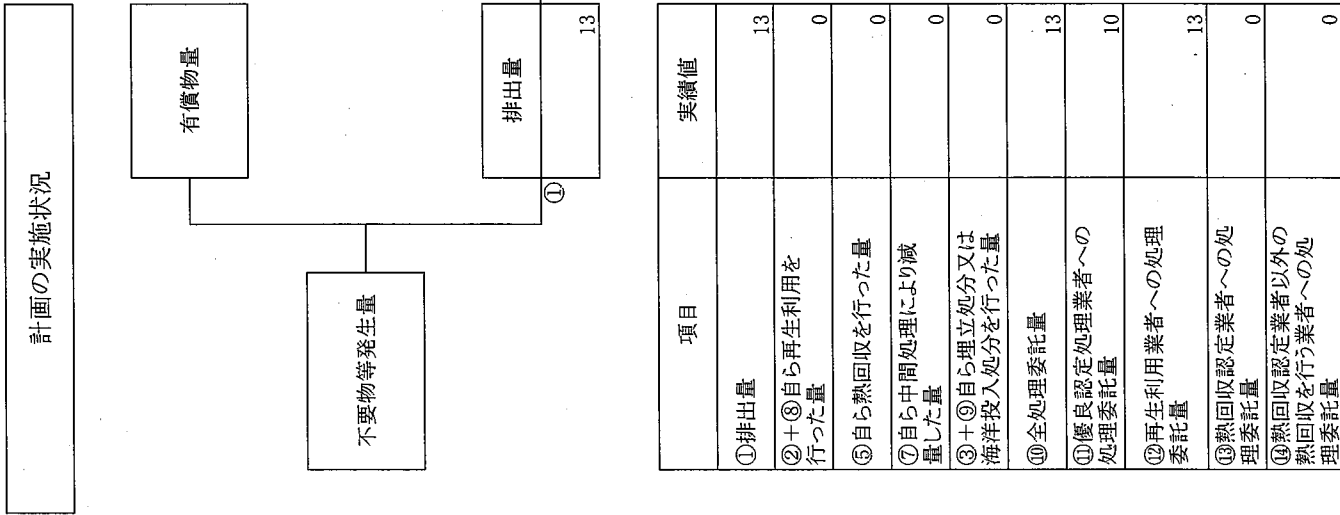 計画の実施状況
有償物量
不要物等発生量
排出量
①
13
項目
実績値
①排出量
13
②+⑧自ら再生利用を
行った量
0
⑤自ら熱回収を行った量
0
⑦自ら中間処理により減
量した量
0
③+⑨自ら埋立処分又は
海洋投入処分を行った量
0
⑩全処理委託量
13
⑪優良認定処理業者への
処理委託量
10
⑫再生利用業者への処理
委託量
13
⑬熱回収認定業者への処
理委託量
0
⑭熱回収認定業者以外の
熱回収を行う業者への処
理委託量
0